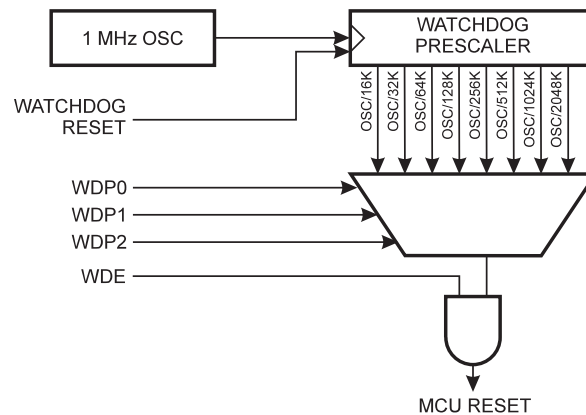 1 MHz OSC
WATCHDOG
PRESCALER
WATCHDOG
RESET
OSC/16K
OSC/32K
OSC/64K
OSC/128K
OSC/256K
OSC/512K
OSC/1024K
OSC/2048K
WDP0
WDP1
WDP2
WDE
MCU RESET